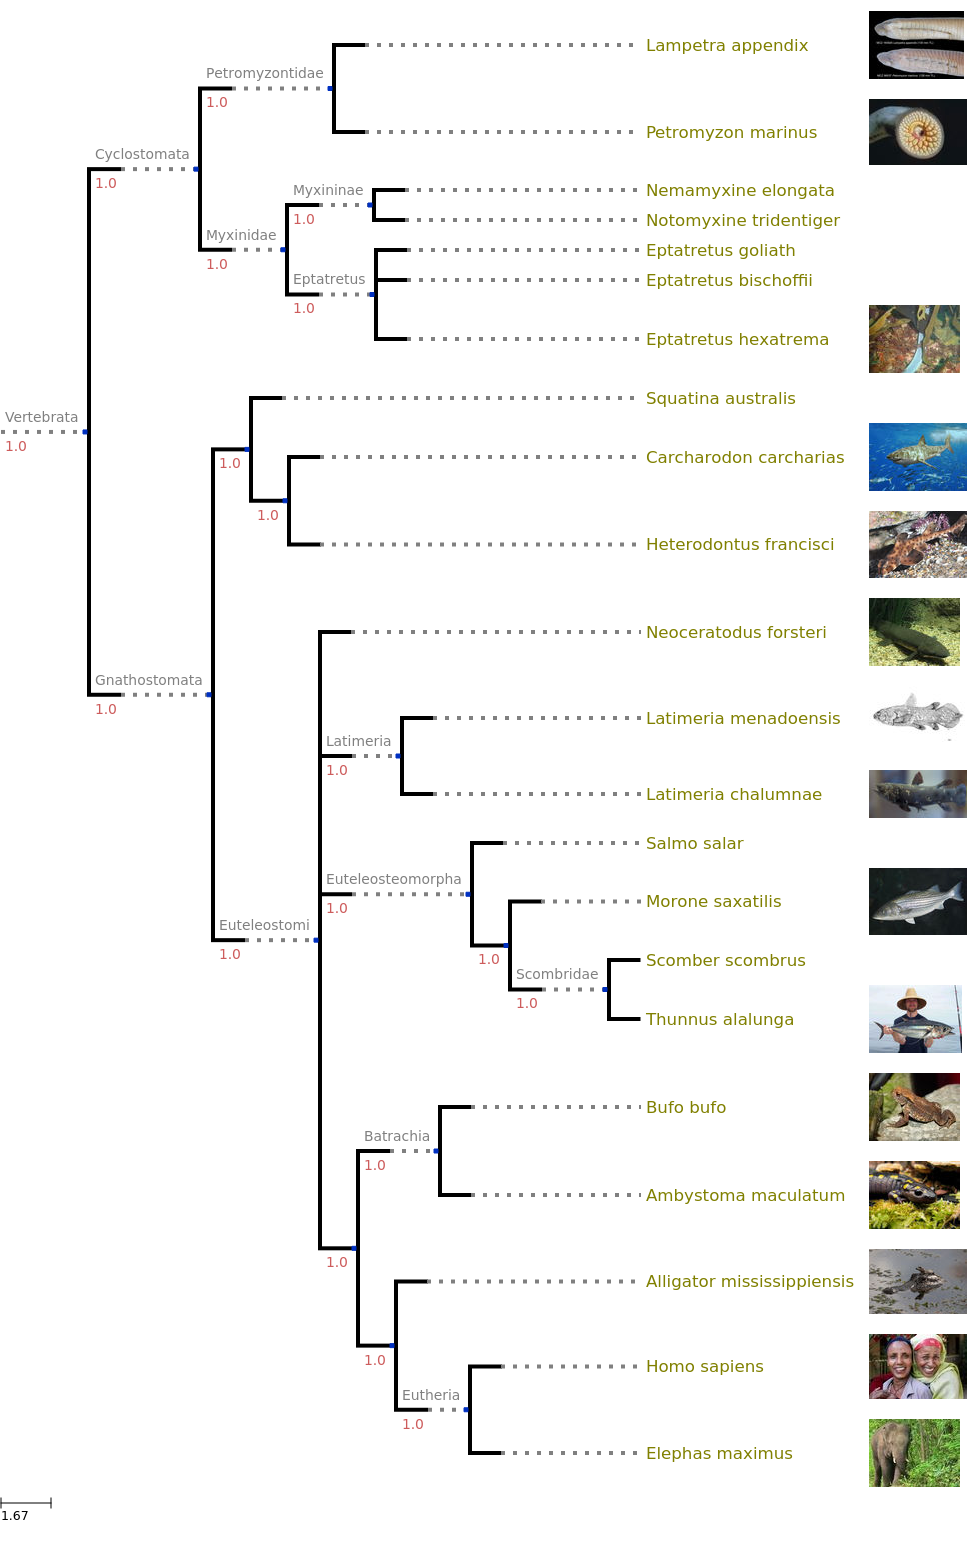 Lampetra appendix
Petromyzontidae
1.0
Petromyzon marinus
Cyclostomata
1.0
Myxininae
1.0
Nemamyxine elongata
Notomyxine tridentiger
Myxinidae
1.0
Eptatretus goliath
Eptatretus
1.0
Eptatretus bischoffii
Eptatretus hexatrema
Squatina australis
Vertebrata
1.0
Carcharodon carcharias
1.0
1.0
Heterodontus francisci
Neoceratodus forsteri
Gnathostomata
1.0
Latimeria menadoensis
Latimeria
1.0
Latimeria chalumnae
Salmo salar
Euteleosteomorpha
1.0
Morone saxatilis
Euteleostomi
1.0
1.0
Scomber scombrus
Scombridae
1.0
Thunnus alalunga
Bufo bufo
Batrachia
1.0
Ambystoma maculatum
1.0
Alligator mississippiensis
1.0
Homo sapiens
Eutheria
1.0
Elephas maximus
1.67